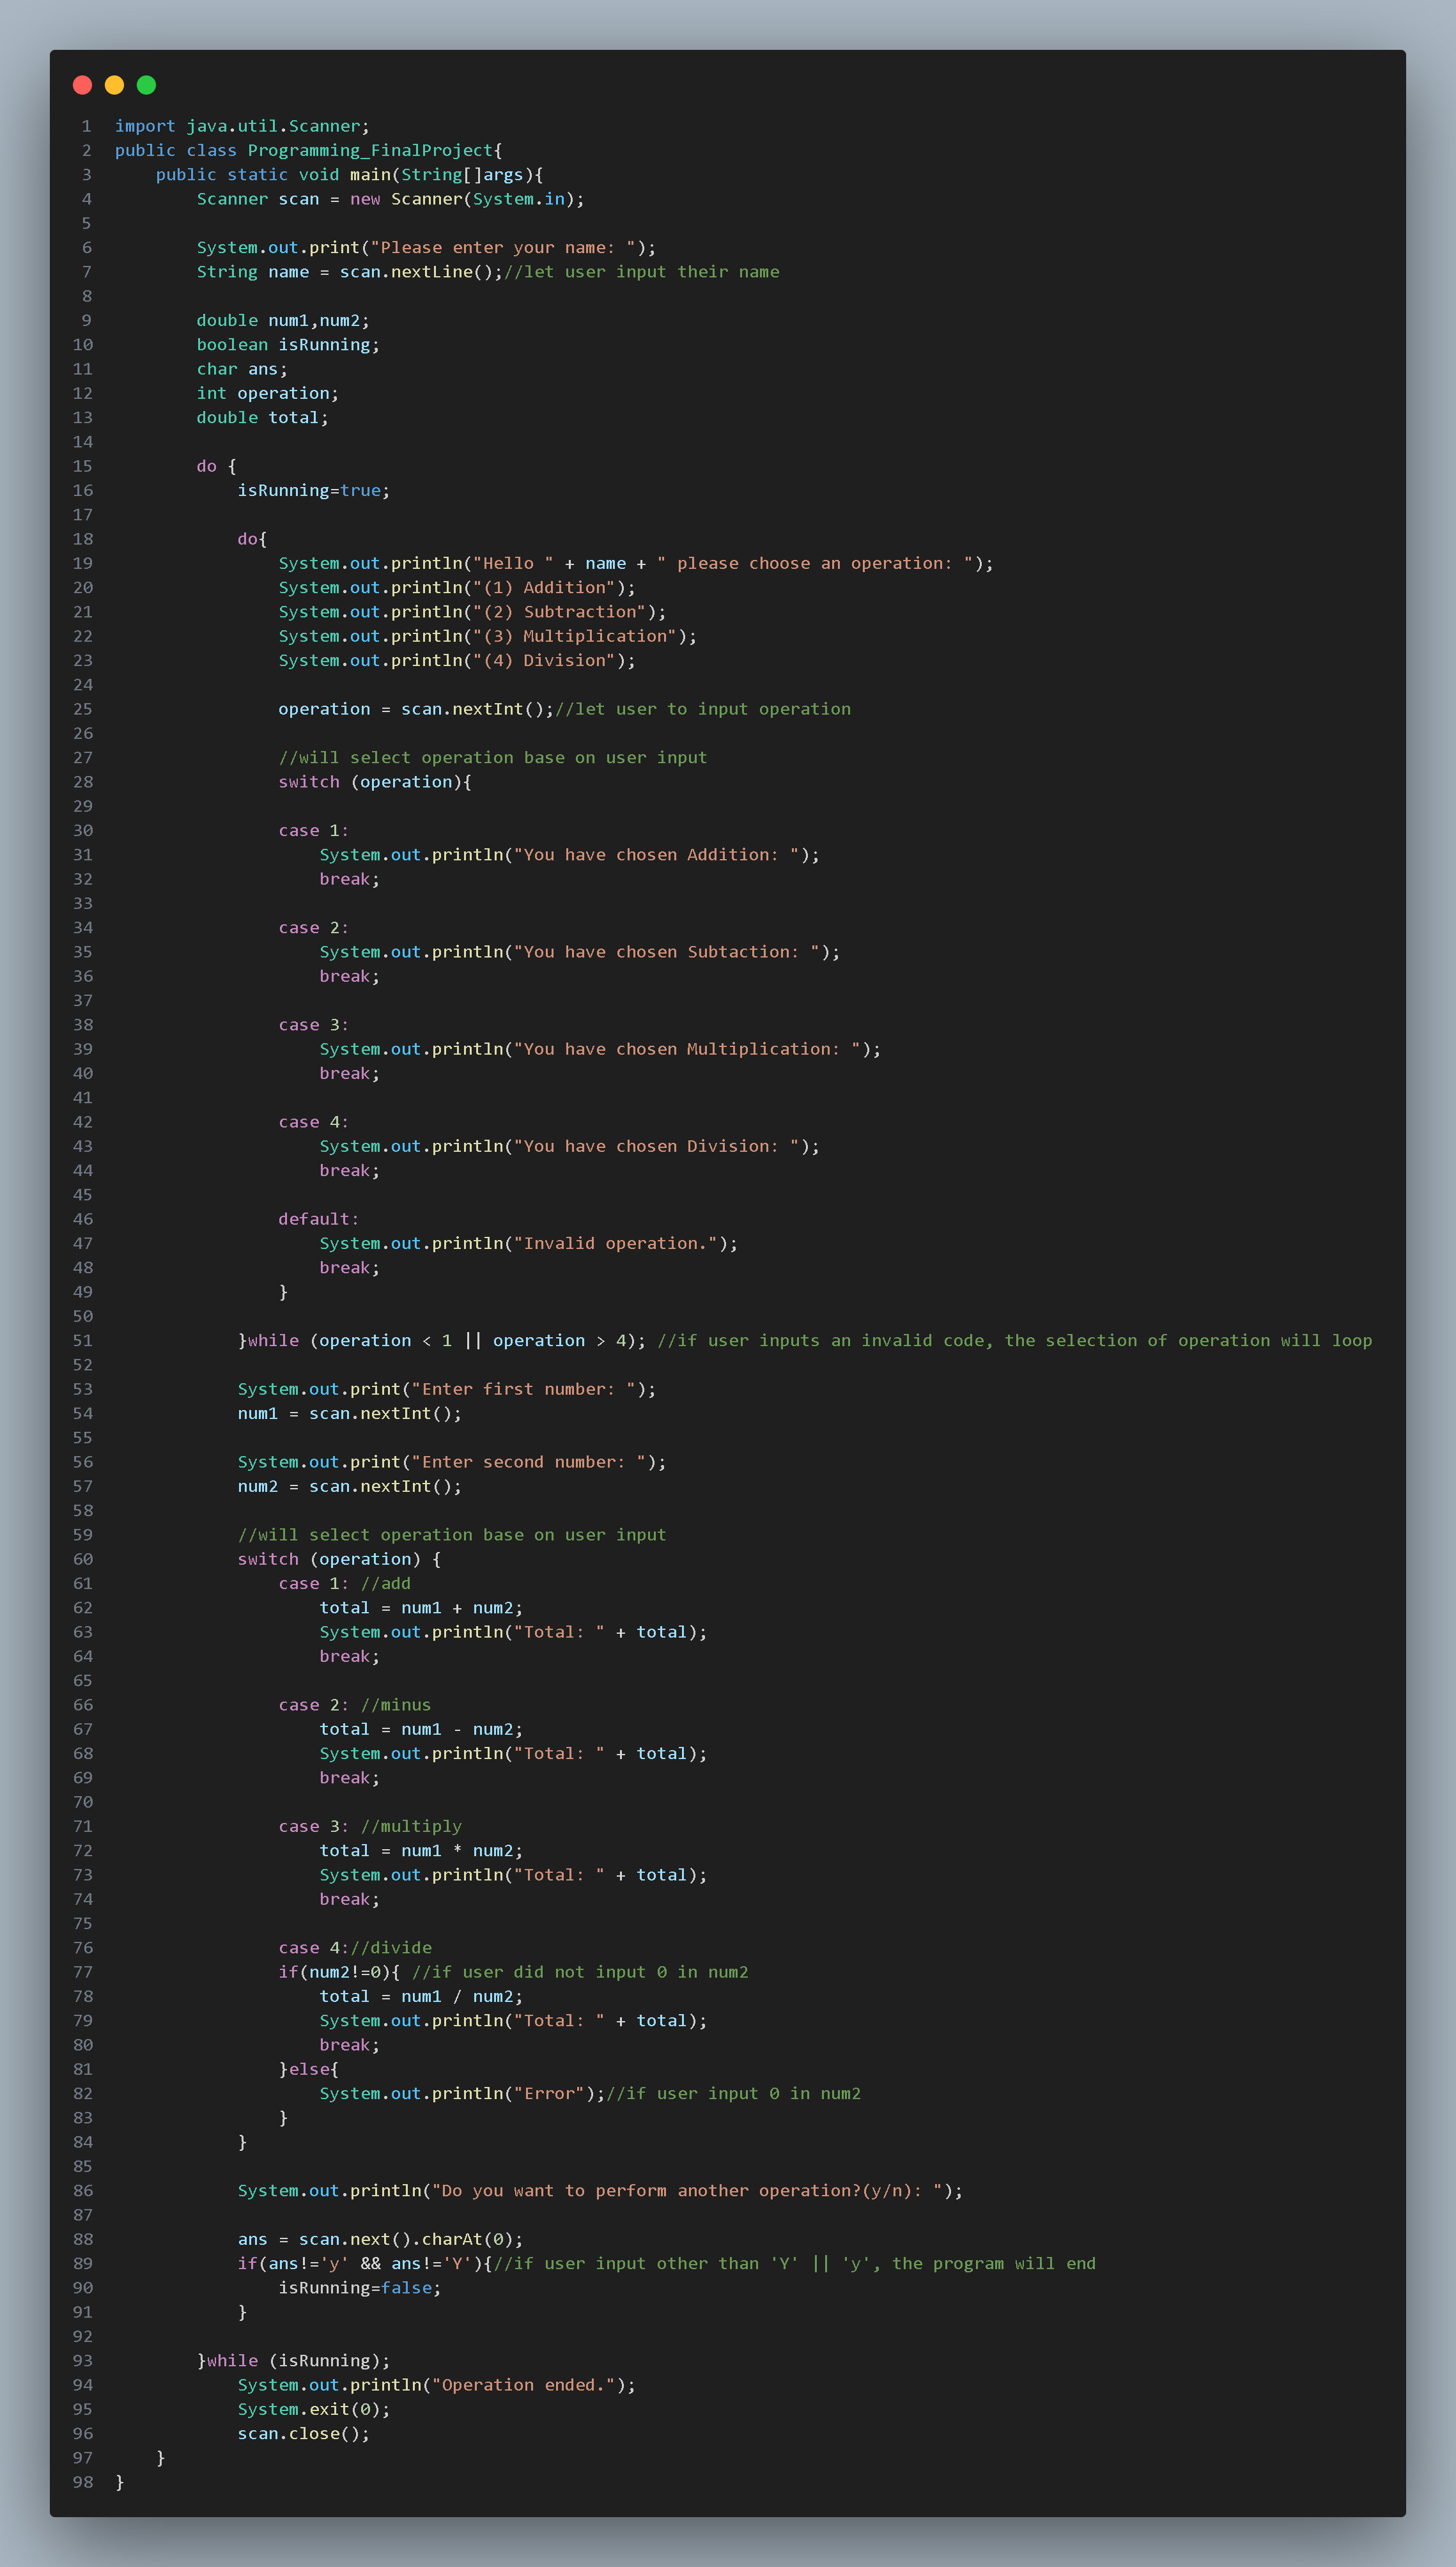 1 import java.util.Scanner;
2 public class Programming_FinalProject{
3     public static void main(String[]args){
4         Scanner scan = new Scanner(System.in);
5
6         System.out.print("Please enter your name: ");
7         String name = scan.nextLine();//let user input their name
8
9         double num1,num2;
10         boolean isRunning;
11         char ans;
12         int operation;
13         double total;
14
15         do {
16             isRunning=true;
17
18             do{
19                 System.out.println("Hello " + name + " please choose an operation: ");
20                 System.out.println("(1) Addition");
21                 System.out.println("(2) Subtraction");
22                 System.out.println("(3) Multiplication");
23                 System.out.println("(4) Division");
24
25                 operation = scan.nextInt();//let user to input operation
26
27                 //will select operation base on user input
28                 switch (operation){
29
30                 case 1:
31                     System.out.println("You have chosen Addition: ");
32                     break;
33
34                 case 2:
35                     System.out.println("You have chosen Subtaction: ");
36                     break;
37
38                 case 3:
39                     System.out.println("You have chosen Multiplication: ");
40                     break;
41
42                 case 4:
43                     System.out.println("You have chosen Division: ");
44                     break;
45
46                 default:
47                     System.out.println("Invalid operation.");
48                     break;
49                 }
50
51             }while (operation < 1 || operation > 4); //if user inputs an invalid code, the selection of operation will loop
52
53             System.out.print("Enter first number: ");
54             num1 = scan.nextInt();
55
56             System.out.print("Enter second number: ");
57             num2 = scan.nextInt();
58
59             //will select operation base on user input
60             switch (operation) {
61                 case 1: //add
62                     total = num1 + num2;
63                     System.out.println("Total: " + total);
64                     break;
65
66                 case 2: //minus
67                     total = num1 - num2;
68                     System.out.println("Total: " + total);
69                     break;
70
71                 case 3: //multiply
72                     total = num1 * num2;
73                     System.out.println("Total: " + total);
74                     break;
75
76                 case 4://divide
77                 if(num2!=0){ //if user did not input 0 in num2
78                     total = num1 / num2;
79                     System.out.println("Total: " + total);
80                     break;
81                 }else{
82                     System.out.println("Error");//if user input 0 in num2
83                 }
84             }
85
86             System.out.println("Do you want to perform another operation?(y/n): ");
87
88             ans = scan.next().charAt(0);
89             if(ans!='y' && ans!='Y'){//if user input other than 'Y' || 'y', the program will end
90                 isRunning=false;
91             }
92
93         }while (isRunning);
94             System.out.println("Operation ended.");
95             System.exit(0);
96             scan.close();
97     }
98 }